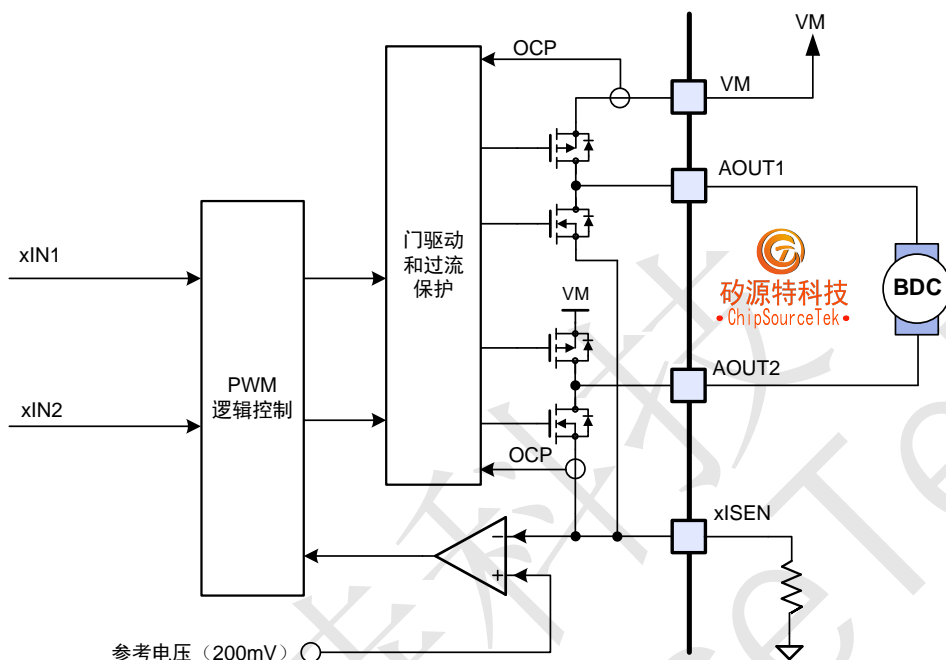 VM
OCP
VM
AOUT1
门驱动
和过流
保护
xIN1
矽源特科技
•ChipSourceTek•
BDC
VM
AOUT2
PWM
逻辑控制
xIN2
OCP
xISEN
−
+
参考电压（200mV）